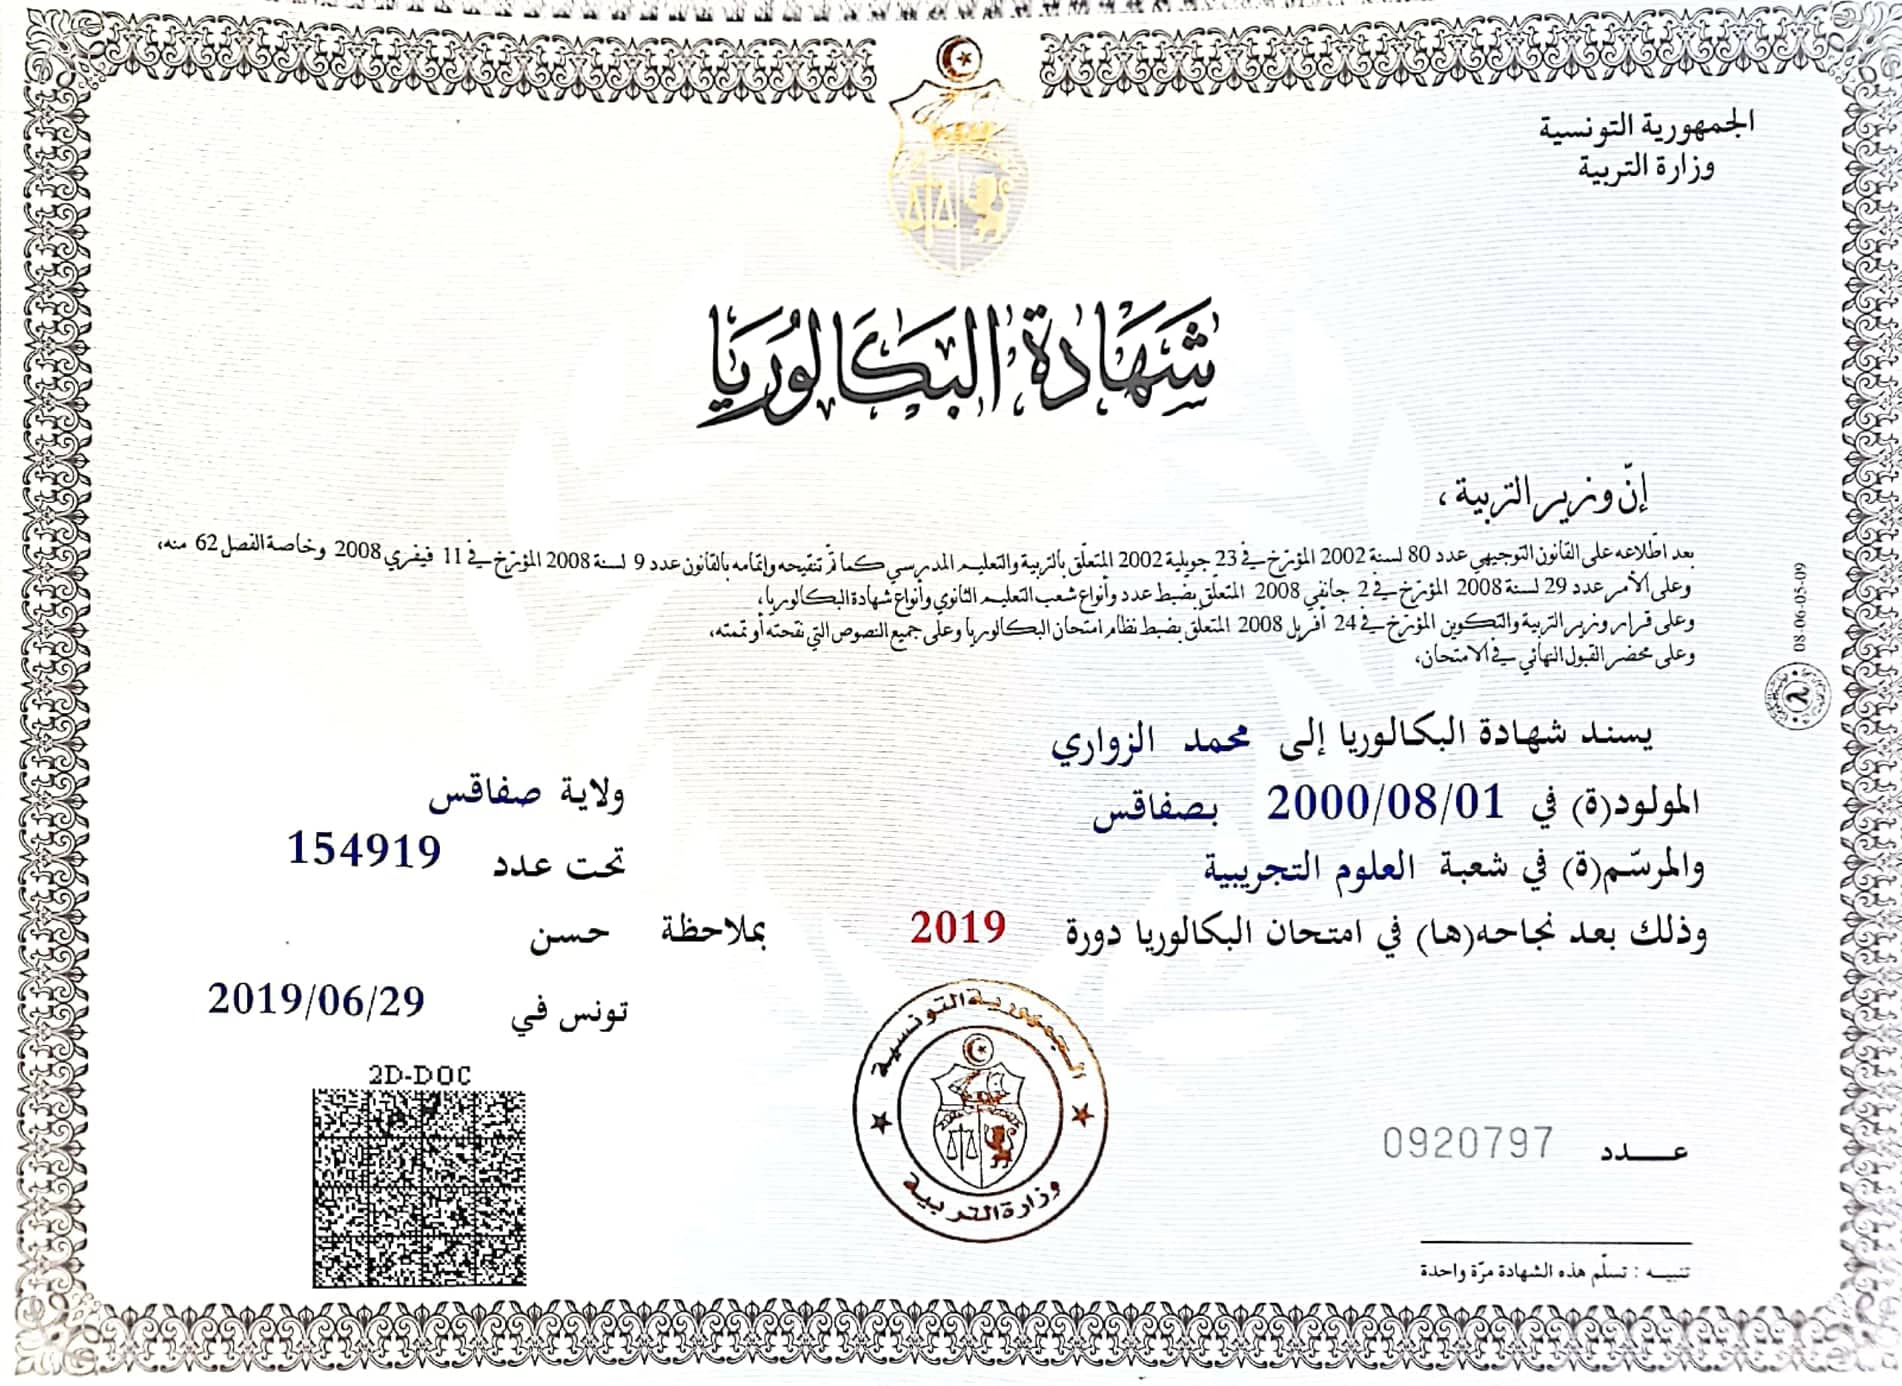 الجمهورية التونسية
وزارة التربية
شهادة البكالوريا
إنّ وزير التربية،
بعد اطّلاعه على القانون التوجيهي عدد 80 لسنة 2002 المؤرّخ في 23 جويلية 2002 المتعلّق بالتربية والتعليم المدرسي كما تمّ تنقيحه وإتمامه بالقانون عدد 9 لسنة 2008 المؤرّخ في 11 فيفري 2008 وخاصة الفصل 62 منه،
وعلى الأمر عدد 29 لسنة 2008 المؤرّخ في 2 جانفي 2008 المتعلّق بضبط عدد وأنواع شعب التعليم الثانوي وأنواع شهادة البكالوريا،
وعلى قرار وزير التربية والتكوين المؤرّخ في 24 أفريل 2008 المتعلّق بضبط نظام امتحان البكالوريا وعلى جميع النصوص التي نقحته أو تممته،
وعلى محضر القبول النهائي في الامتحان،
08-06-05-09
يسند شهادة البكالوريا إلى محمد الزواري
المولود(ة) في 2000/08/01 بصفاقس ولاية صفاقس
والمرسّم(ة) في شعبة العلوم التجريبية تحت عدد 154919
وذلك بعد نجاحه(ها) في امتحان البكالوريا دورة 2019 بملاحظة حسن
تونس في 2019/06/29
2D-DOC
الجمهورية التونسية
وزارة التربية
عدد 0920797
تنبيه : تسلّم هذه الشهادة مرّة واحدة